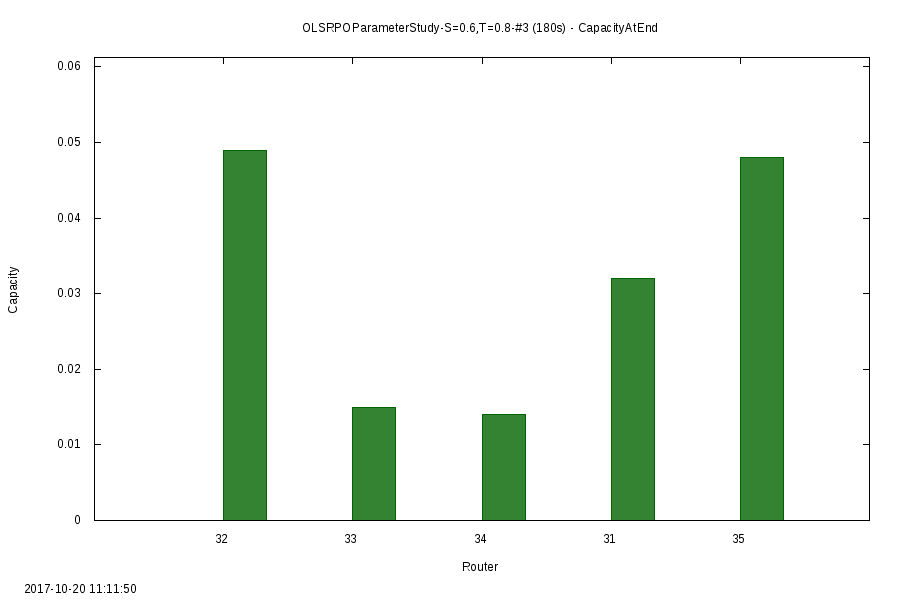 OLSRPOParameterStudy-S=0.6,T=0.8-#3 (180s) - CapacityAtEnd
0.06
0.05
0.04
0.03
0.02
0.01
0
Capacity
32 33 34 31 35
Router
2017-10-20 11:11:50